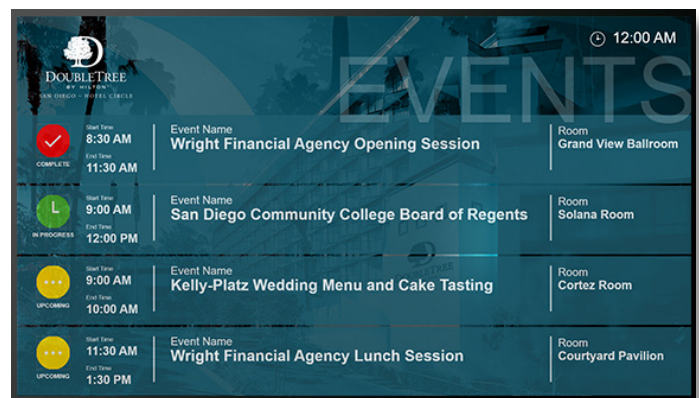 DOUBLETREE
BY HILTON™
SAN DIEGO – HOTEL CIRCLE
12:00 AM
EVENTS
COMPLETE
Start Time
8:30 AM
End Time
11:30 AM
Event Name
Wright Financial Agency Opening Session
Room
Grand View Ballroom
IN PROGRESS
Start Time
9:00 AM
End Time
12:00 PM
Event Name
San Diego Community College Board of Regents
Room
Solana Room
UPCOMING
Start Time
9:00 AM
End Time
10:00 AM
Event Name
Kelly-Platz Wedding Menu and Cake Tasting
Room
Cortez Room
UPCOMING
Start Time
11:30 AM
End Time
1:30 PM
Event Name
Wright Financial Agency Lunch Session
Room
Courtyard Pavilion
DOUBLETREE